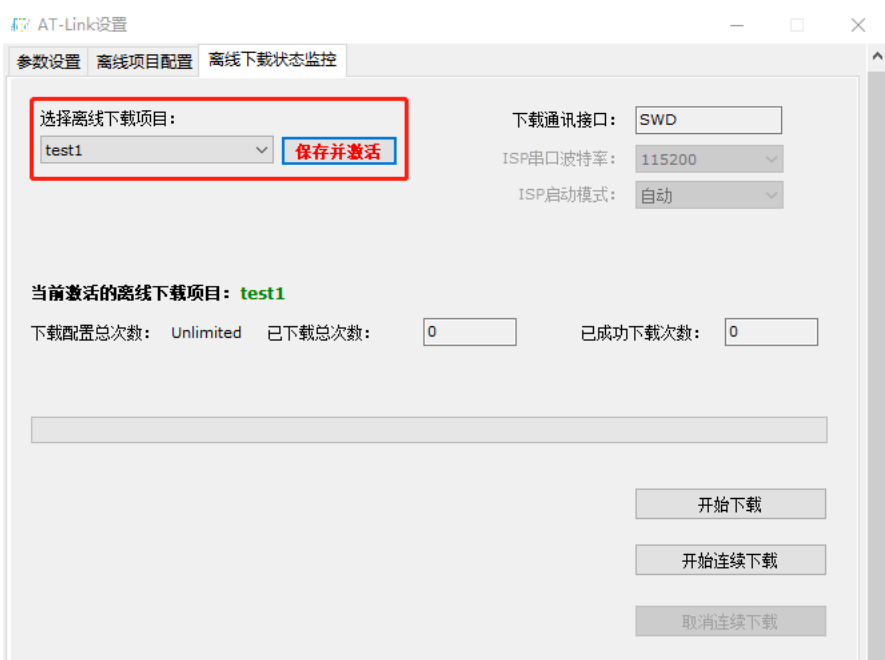 AT-Link设置
参数设置 离线项目配置 离线下载状态监控
选择离线下载项目：
test1 保存并激活
下载通讯接口： SWD
ISP串口波特率： 115200
ISP启动模式： 自动
当前激活的离线下载项目：test1
下载配置总次数： Unlimited 已下载总次数： 0 已成功下载次数： 0
开始下载
开始连续下载
取消连续下载